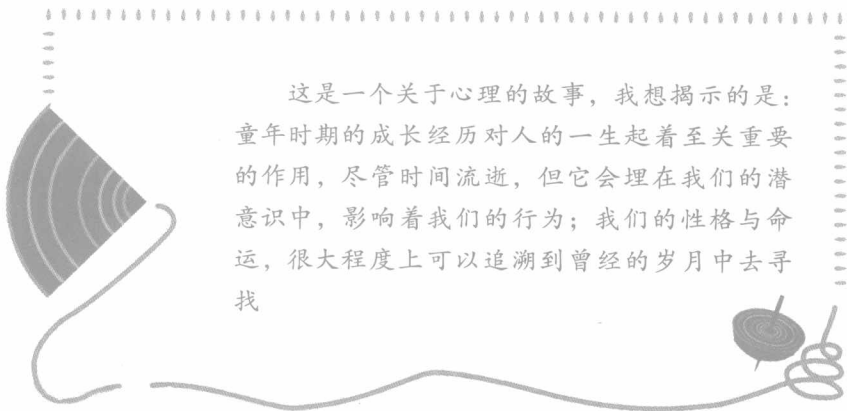 这是一个关于心理的故事，我想揭示的是：
童年时期的成长经历对人的一生起着至关重要
的作用，尽管时间流逝，但它会埋在我们的潜
意识中，影响着我们的行为；我们的性格与命
运，很大程度上可以追溯到曾经的岁月中去寻
找